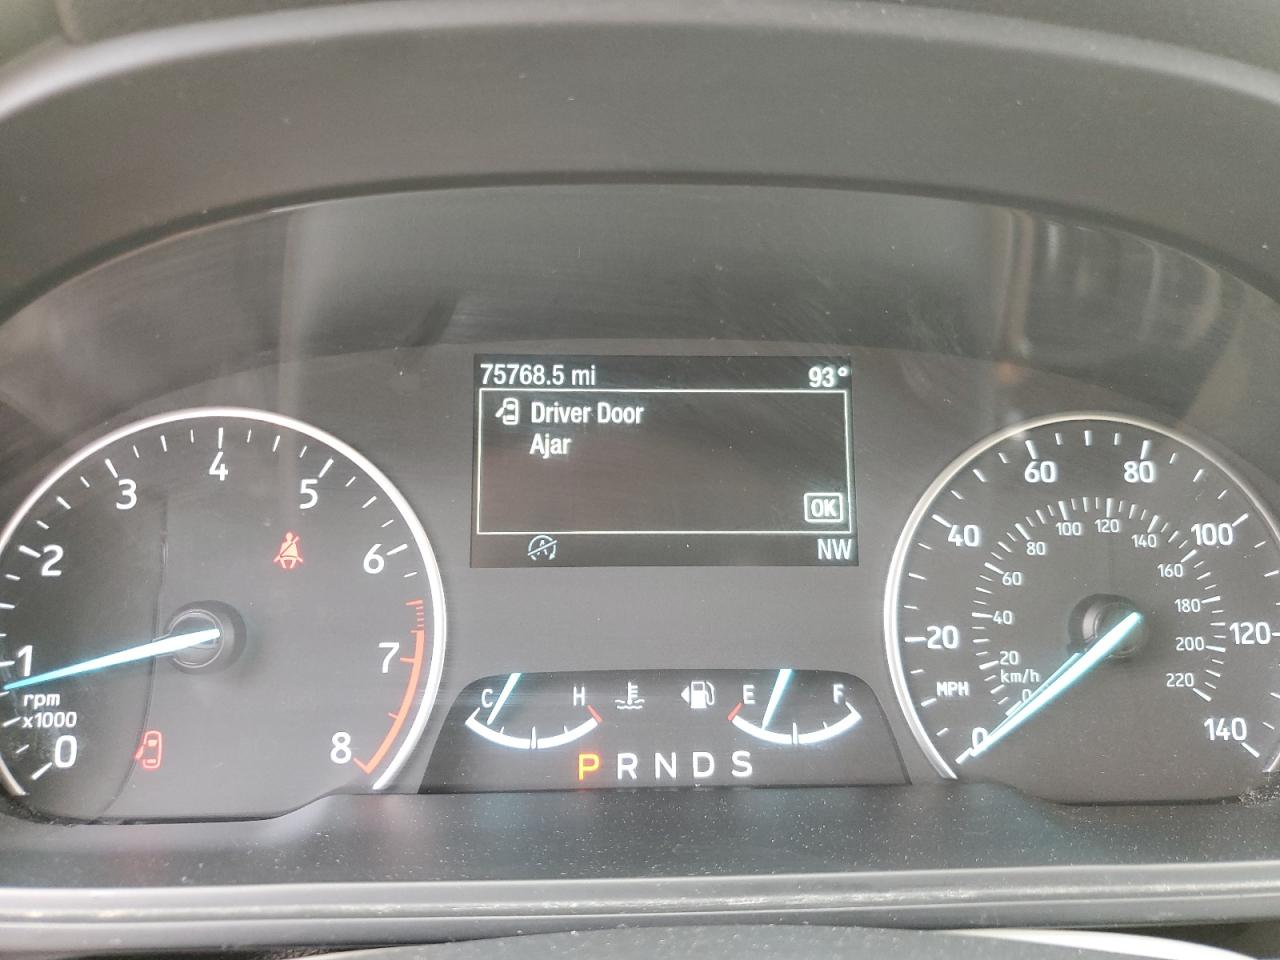 75768.5 mi 93°
Driver Door
Ajar
OK
NW
0 1 2 3 4 5 6 7 8
rpm
x1000
C H E F
P R N D S
0 20 40 60 80 100 120 140
MPH
0 20 40 60 80 100 120 140 160 180 200 220
km/h